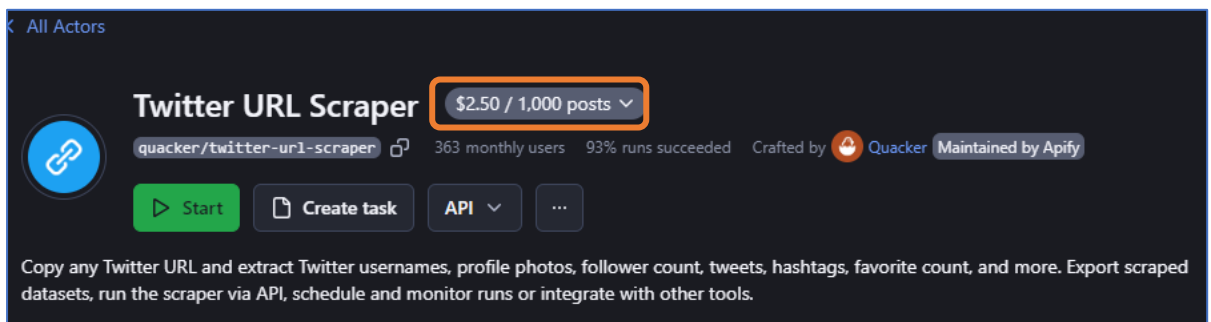 All Actors
Twitter URL Scraper $2.50 / 1,000 posts
quacker/twitter-url-scraper 363 monthly users 93% runs succeeded Crafted by Quacker Maintained by Apify
Start Create task API ...
Copy any Twitter URL and extract Twitter usernames, profile photos, follower count, tweets, hashtags, favorite count, and more. Export scraped
datasets, run the scraper via API, schedule and monitor runs or integrate with other tools.